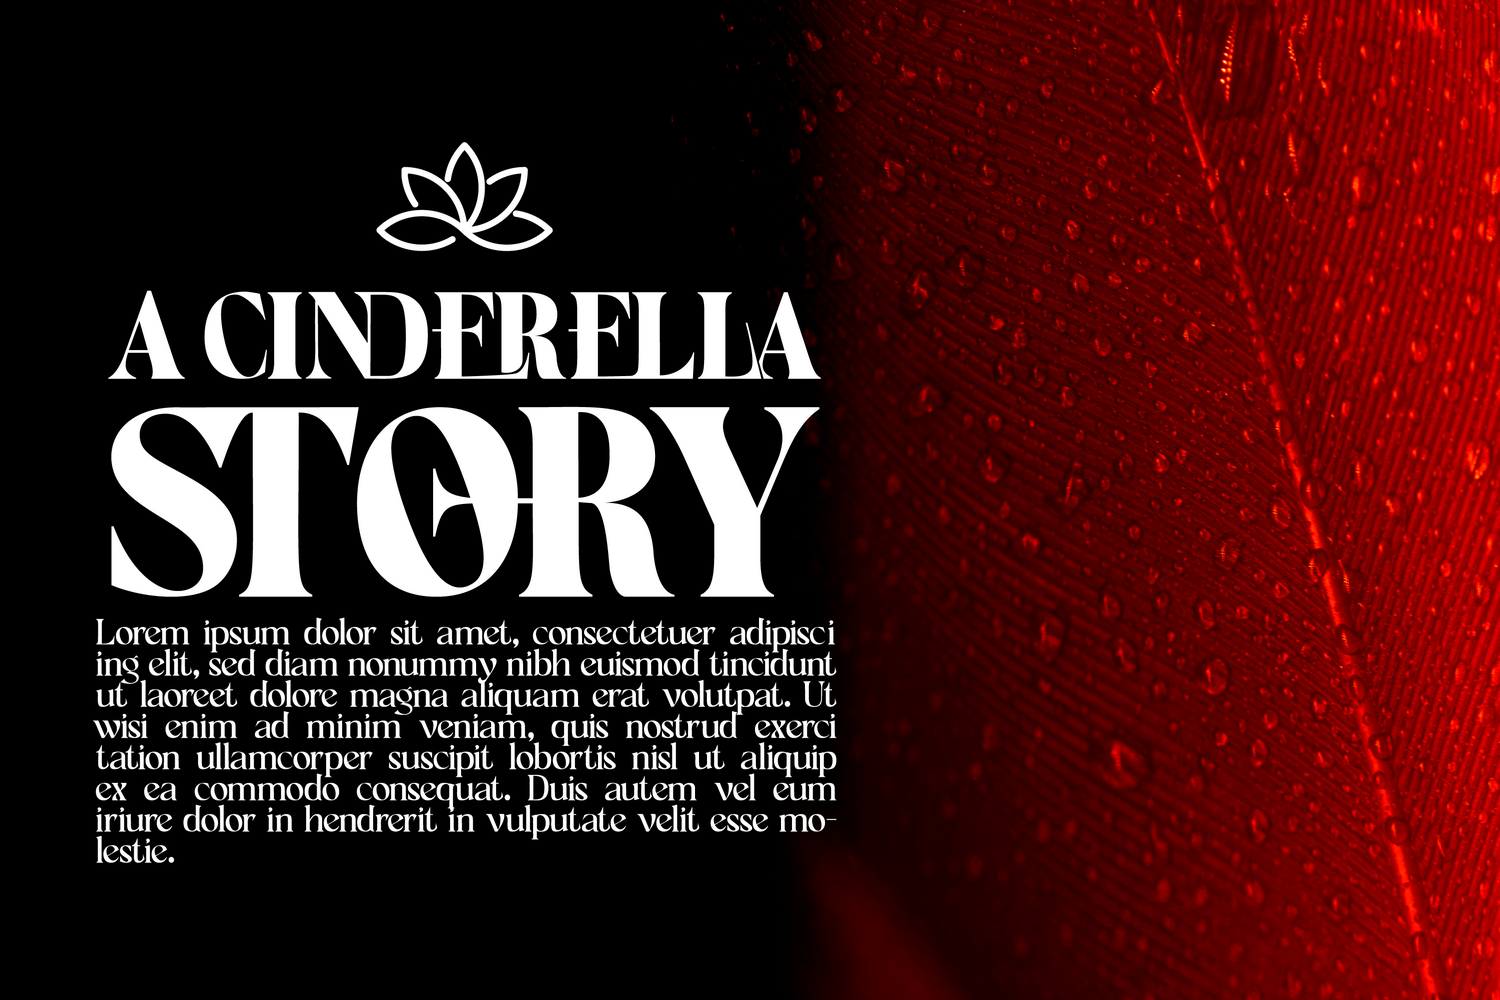 A CINDERELLA
STORY
Lorem ipsum dolor sit amet, consectetuer adipisci
ing elit, sed diam nonummy nibh euismod tincidunt
ut laoreet dolore magna aliquam erat volutpat. Ut
wisi enim ad minim veniam, quis nostrud exerci
tation ullamcorper suscipit lobortis nisl ut aliquip
ex ea commodo consequat. Duis autem vel eum
iriure dolor in hendrerit in vulputate velit esse mo-
lestie.